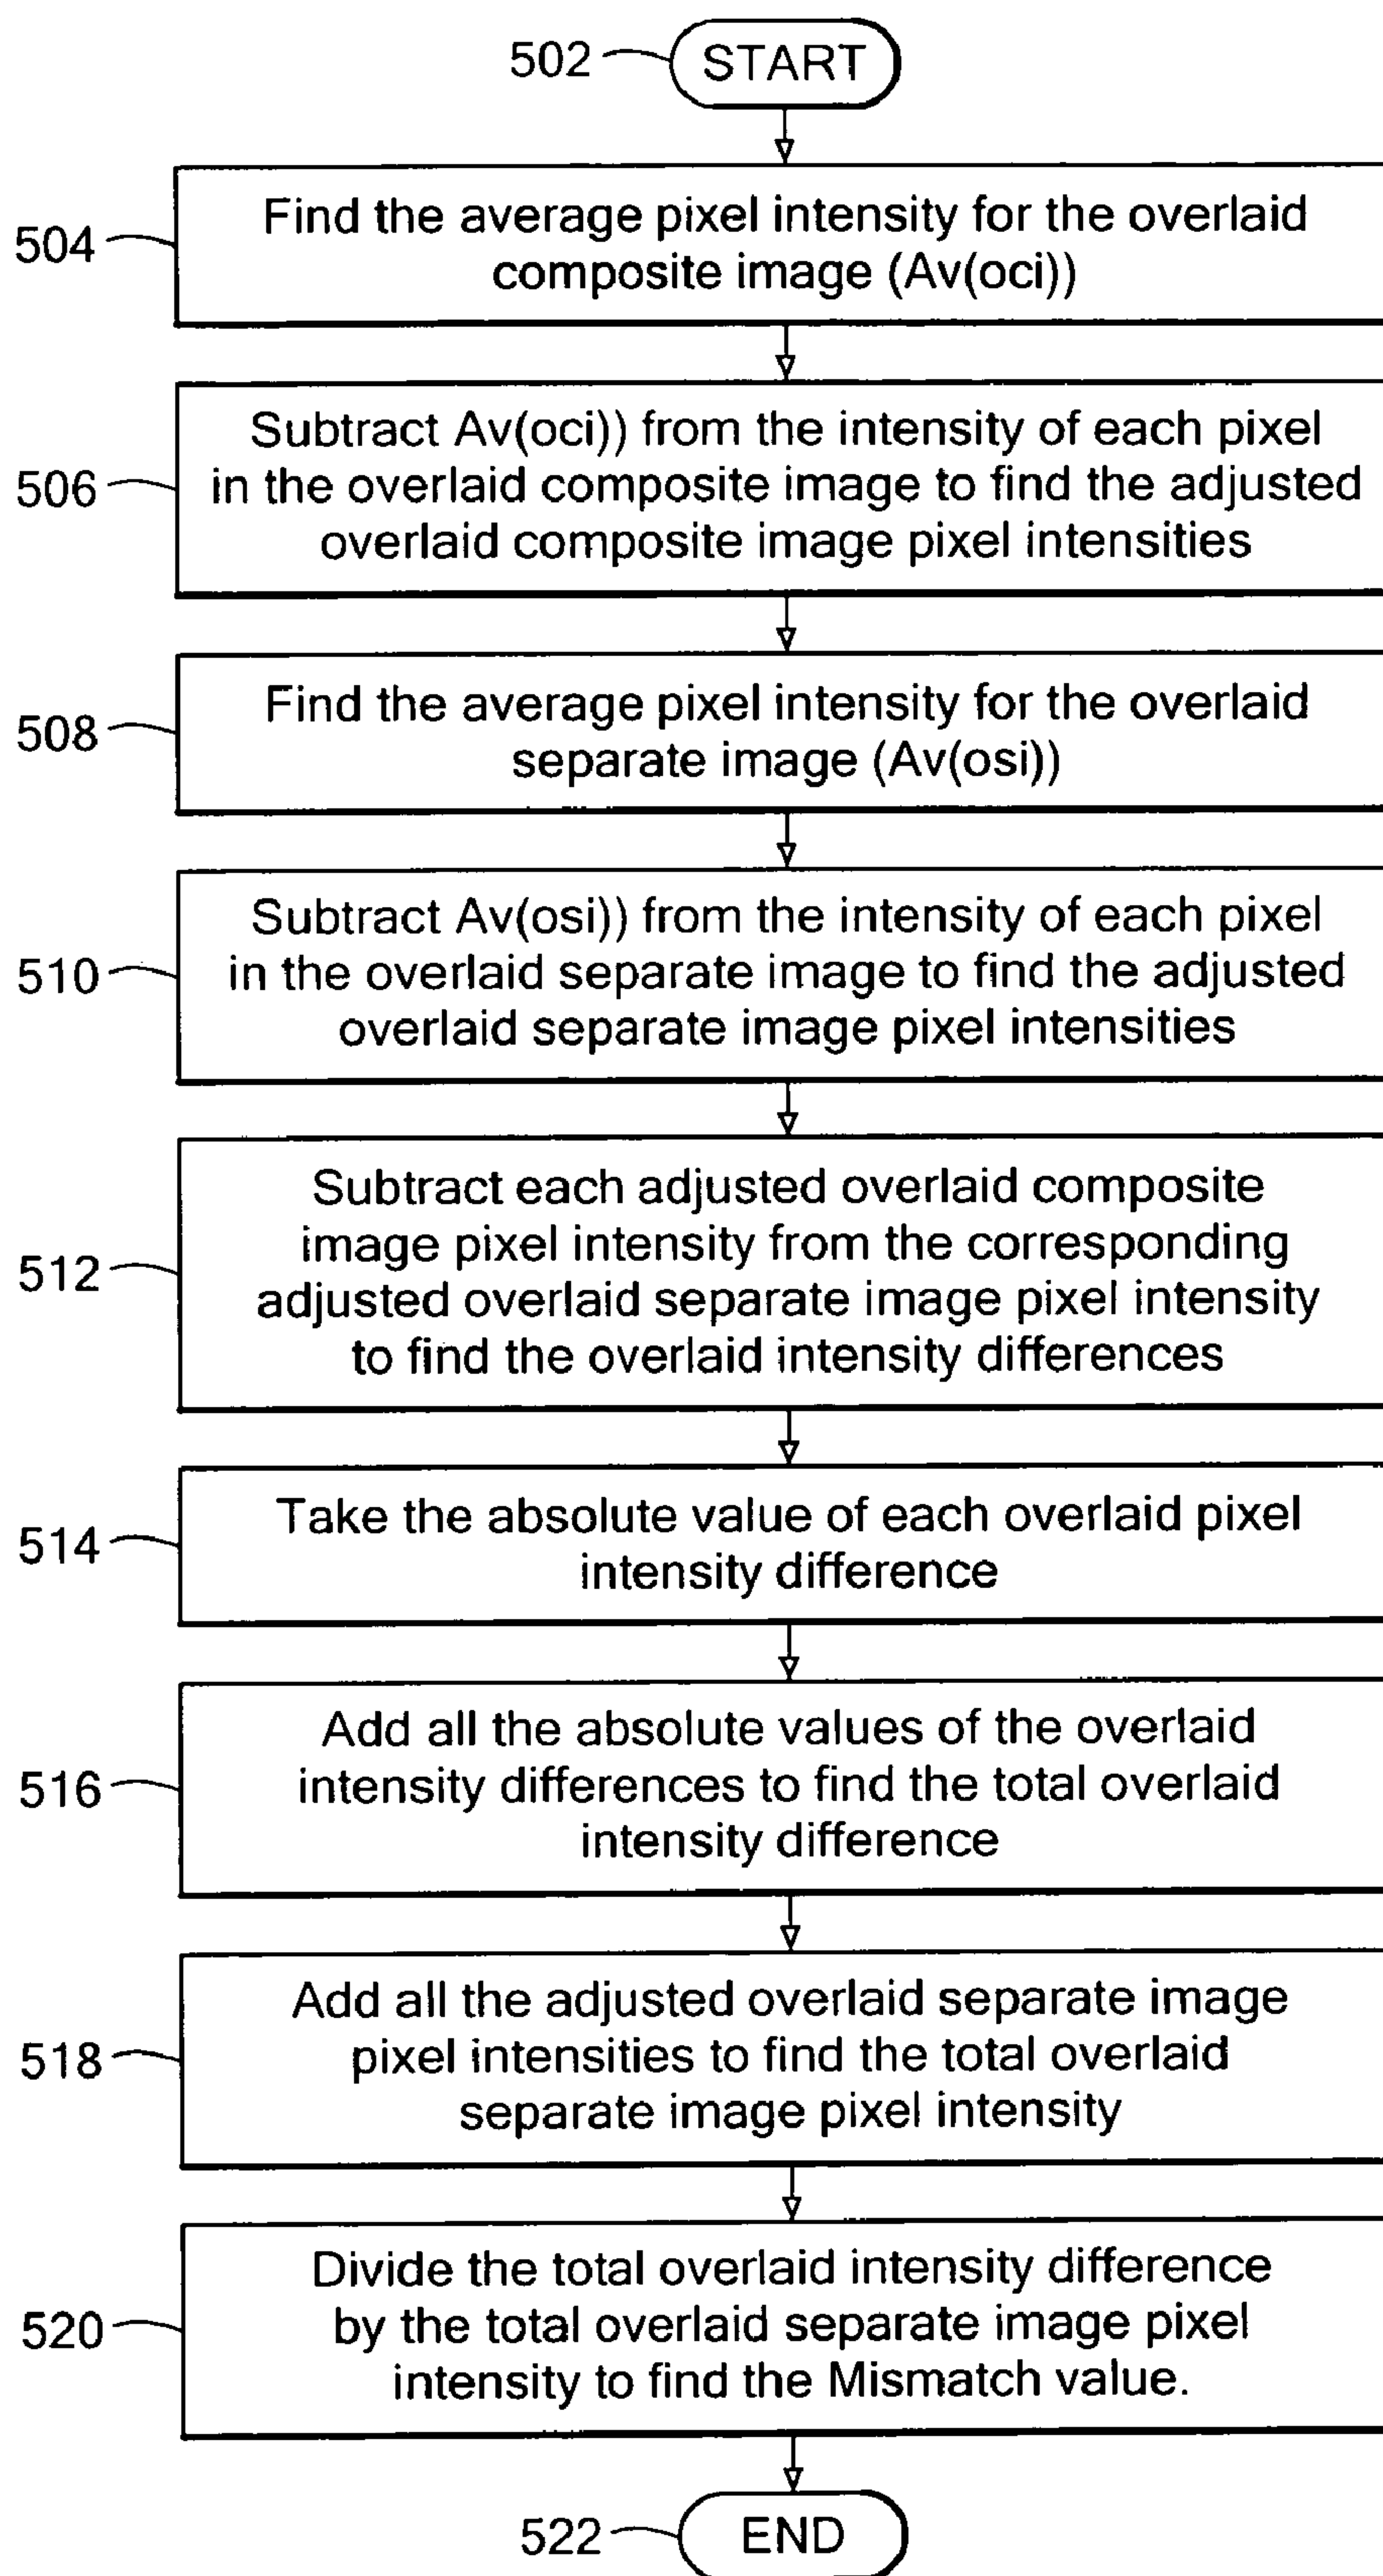 502
START
504
Find the average pixel intensity for the overlaid
composite image (Av(oci))
506
Subtract Av(oci)) from the intensity of each pixel
in the overlaid composite image to find the adjusted
overlaid composite image pixel intensities
508
Find the average pixel intensity for the overlaid
separate image (Av(osi))
510
Subtract Av(osi)) from the intensity of each pixel
in the overlaid separate image to find the adjusted
overlaid separate image pixel intensities
512
Subtract each adjusted overlaid composite
image pixel intensity from the corresponding
adjusted overlaid separate image pixel intensity
to find the overlaid intensity differences
514
Take the absolute value of each overlaid pixel
intensity difference
516
Add all the absolute values of the overlaid
intensity differences to find the total overlaid
intensity difference
518
Add all the adjusted overlaid separate image
pixel intensities to find the total overlaid
separate image pixel intensity
520
Divide the total overlaid intensity difference
by the total overlaid separate image pixel
intensity to find the Mismatch value.
522
END